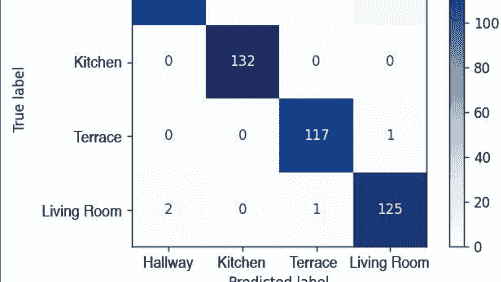 100
Kitchen 0 132 0 0 80
True label
60
Terrace 0 0 117 1
40
20
Living Room 2 0 1 125
0
Hallway Kitchen Terrace Living Room
Predicted label